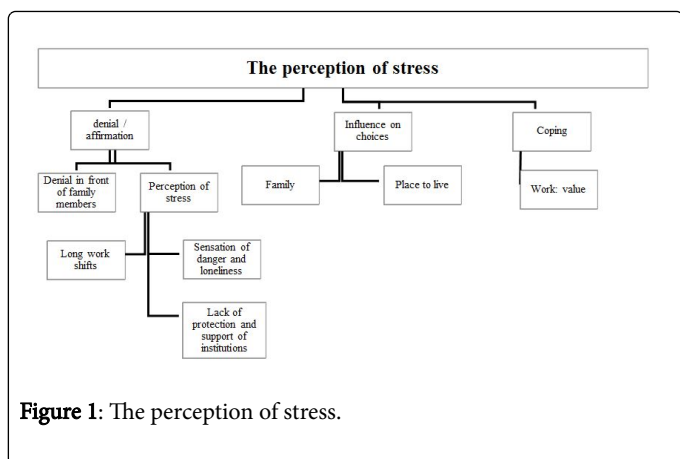 The perception of stress
denial /
affirmation
Influence on
choices
Coping
Denial in front
of family
members
Perception of
stress
Family
Place to live
Work: value
Long work
shifts
Sensation of
danger and
loneliness
Lack of
protection and
support of
institutions
Figure 1: The perception of stress.